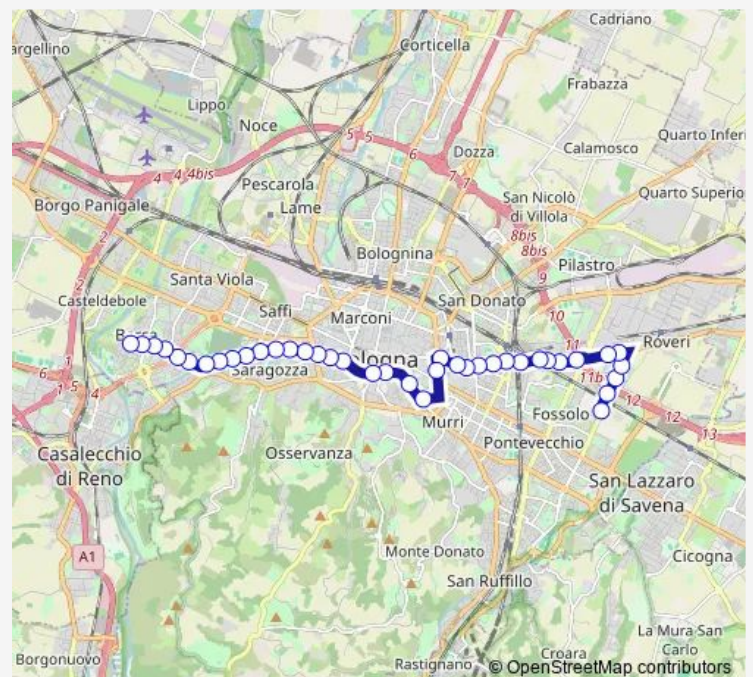 Cadriano
argellino
Corticella
Frabazza
Lippo
Noce
5 5
6
Dozza
Calamosco
Quarto Inferi
4 4 4bis
7 7
Pescarola
Lame
San Nicolò
di Villola
Quarto Superio
Borgo Panigale
2
8bis
8bis
Bolognina
Pilastro
Santa Viola
9
San Donato
Casteldebole
2
Saffi
Marconi
10
11
Roveri
ologna
Saragozza
1
1
6
5
4
11b
12
12
13
Fossolo
Murri
Pontevecchio
Casalecchio
di Reno
Osservanza
San Lazzaro
di Savena
A1
Monte Donato
Cicogna
San Ruffillo
La Mura San
Carlo
Borgonuovo
Croara
Rastignano
© OpenStreetMap contributors